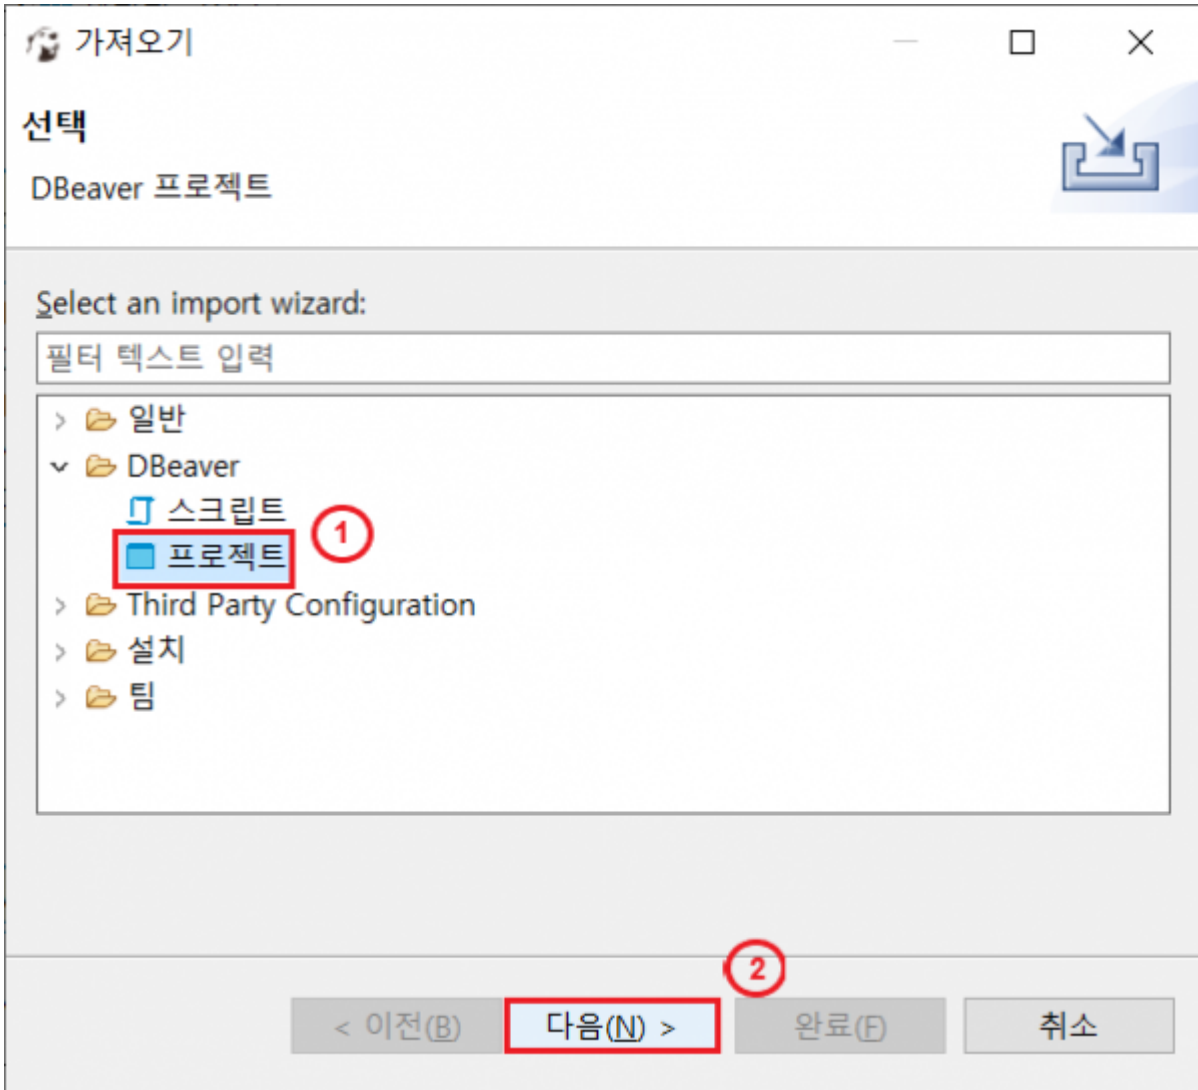 가져오기
선택
DBeaver 프로젝트
Select an import wizard:
필터 텍스트 입력
일반
DBeaver
스크립트
1
프로젝트
Third Party Configuration
설치
팀
2
< 이전(B)
다음(N) >
완료(F)
취소